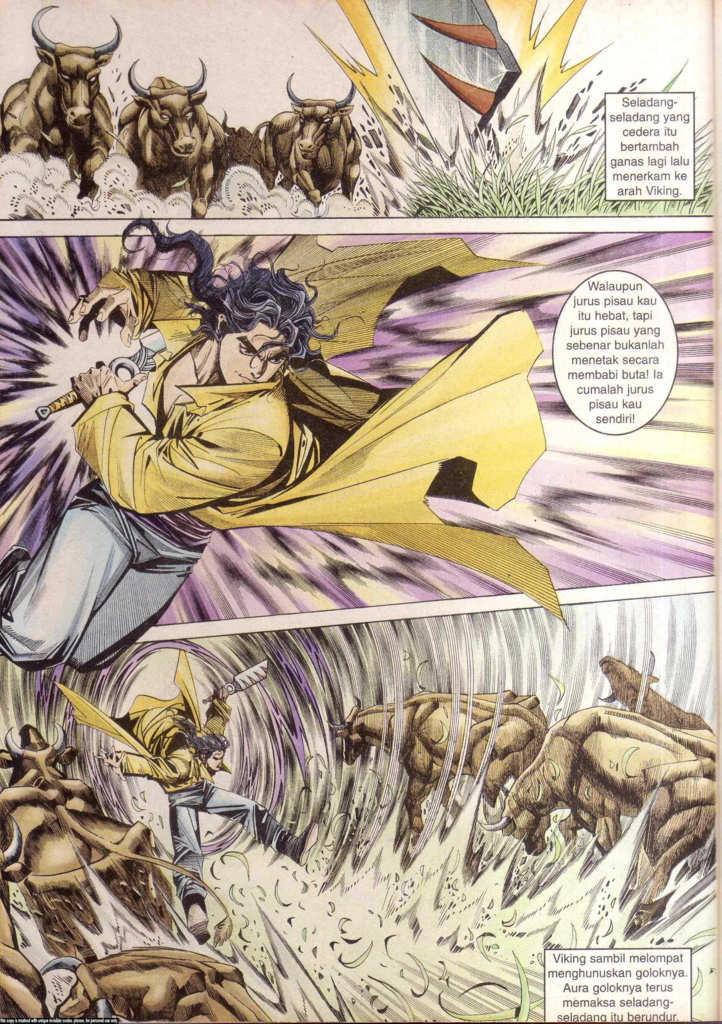 Seladang-
seladang yang
cedera itu
bertambah
ganas lagi lalu
menerkam ke
arah Viking.
Walaupun
jurus pisau kau
itu hebat, tapi
jurus pisau yang
sebenar bukanlah
menetak secara
membabi buta! Ia
cumalah jurus
pisau kau
sendiri!
Viking sambil melompat
menghunuskan goloknya.
Aura goloknya terus
memaksa seladang-
seladang itu berundur.